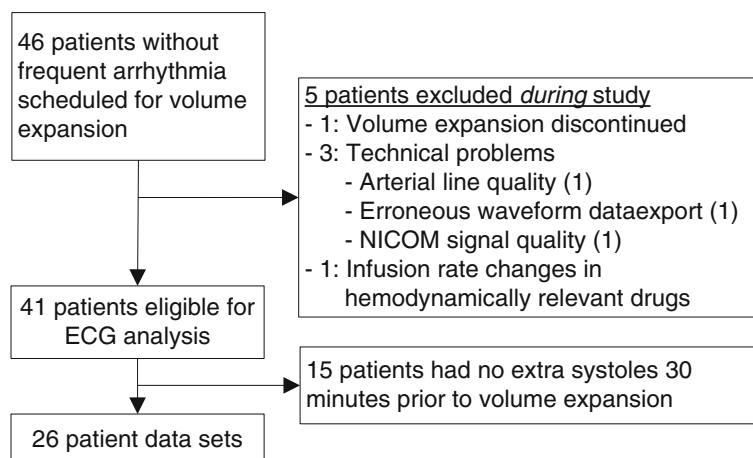 46 patients without
frequent arrhythmia
scheduled for volume
expansion
5 patients excluded during study
- 1: Volume expansion discontinued
- 3: Technical problems
- Arterial line quality (1)
- Erroneous waveform dataexport (1)
- NICOM signal quality (1)
- 1: Infusion rate changes in
hemodynamically relevant drugs
41 patients eligible for
ECG analysis
15 patients had no extra systoles 30
minutes prior to volume expansion
26 patient data sets